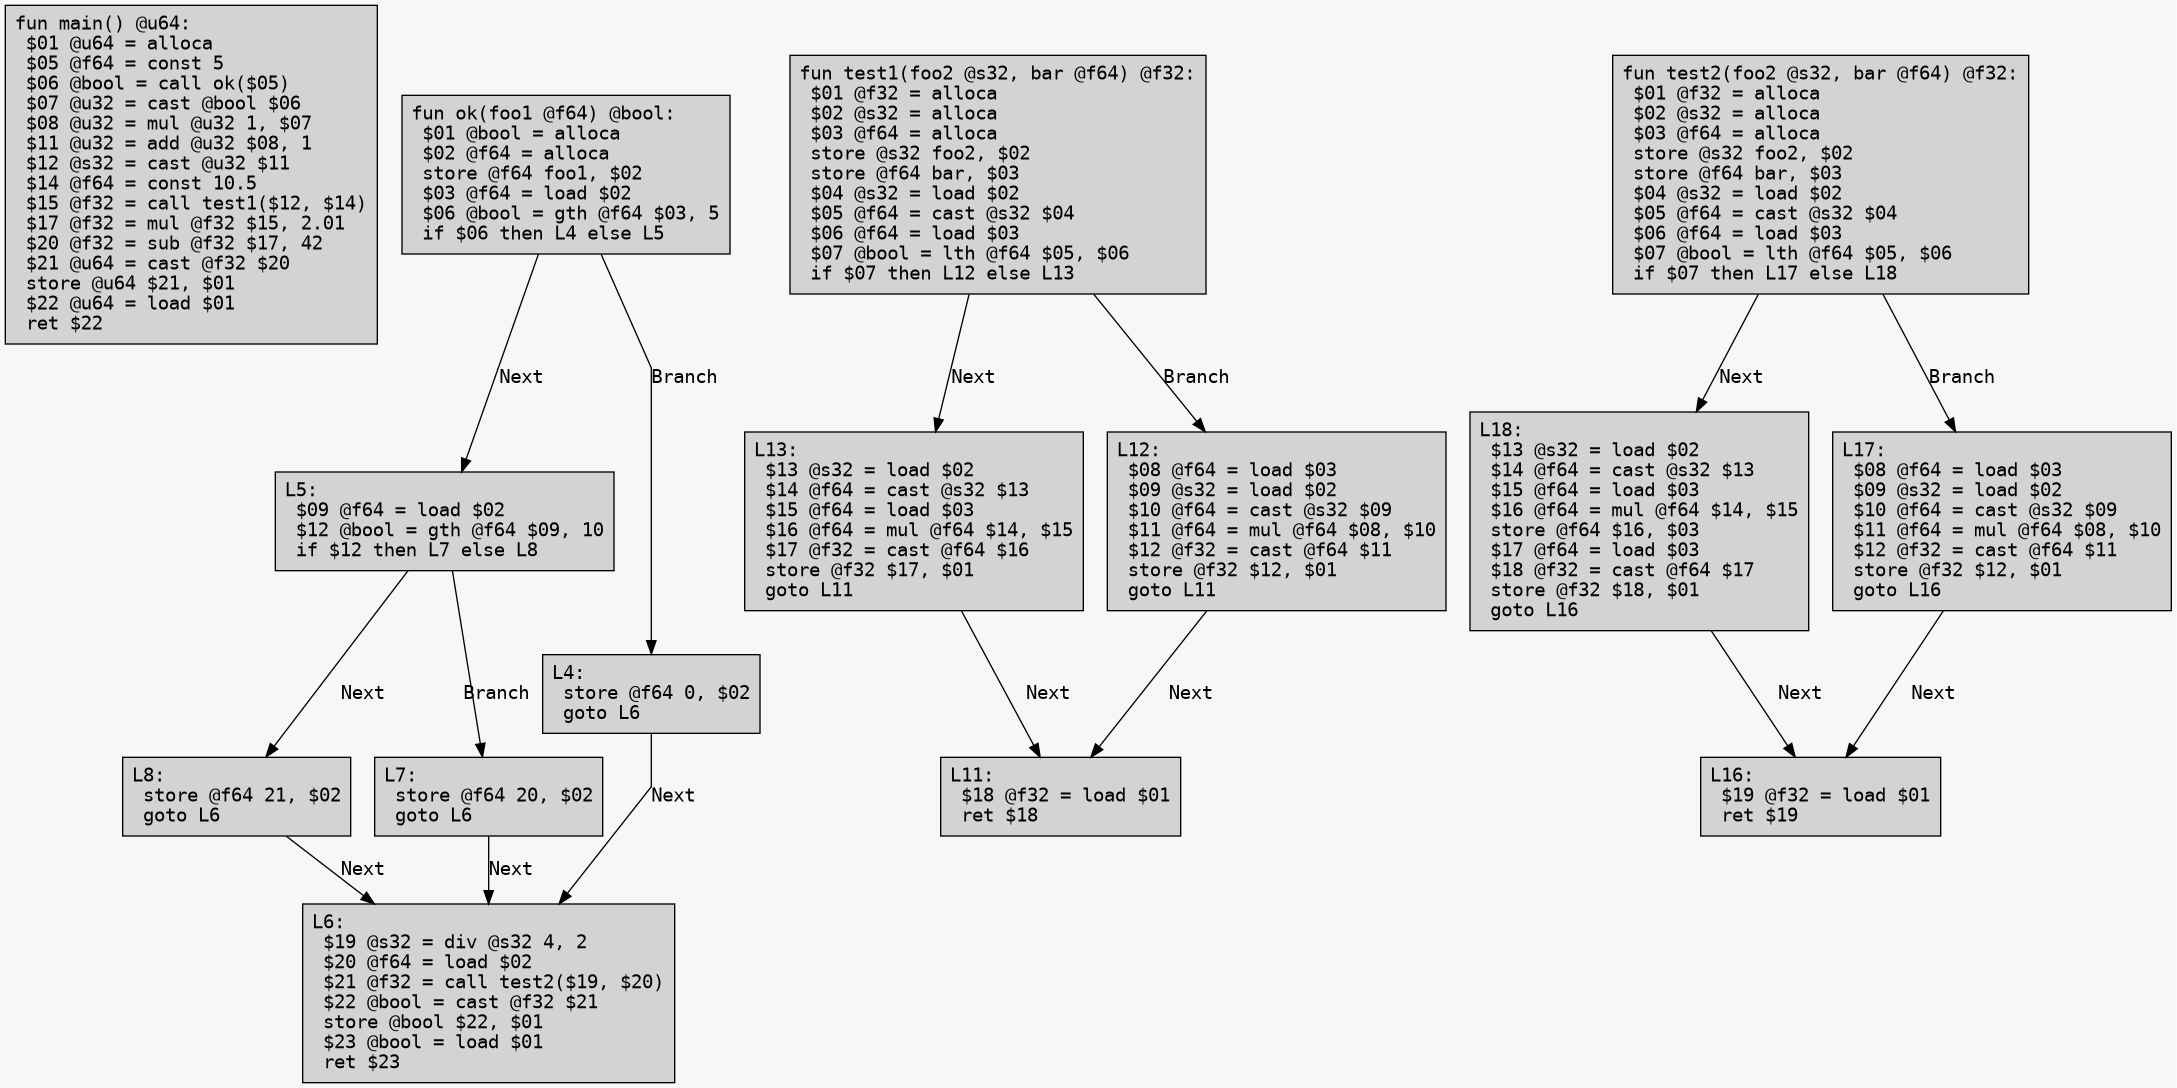 fun main() @u64:
$01 @u64 = alloca
$05 @f64 = const 5
$06 @bool = call ok($05)
$07 @u32 = cast @bool $06
$08 @u32 = mul @u32 1, $07
$11 @u32 = add @u32 $08, 1
$12 @s32 = cast @u32 $11
$14 @f64 = const 10.5
$15 @f32 = call test1($12, $14)
$17 @f32 = mul @f32 $15, 2.01
$20 @f32 = sub @f32 $17, 42
$21 @u64 = cast @f32 $20
store @u64 $21, $01
$22 @u64 = load $01
ret $22
fun ok(foo1 @f64) @bool:
$01 @bool = alloca
$02 @f64 = alloca
store @f64 foo1, $02
$03 @f64 = load $02
$06 @bool = gth @f64 $03, 5
if $06 then L4 else L5
Next
Branch
L5:
$09 @f64 = load $02
$12 @bool = gth @f64 $09, 10
if $12 then L7 else L8
Next
Branch
L4:
store @f64 0, $02
goto L6
L8:
store @f64 21, $02
goto L6
L7:
store @f64 20, $02
goto L6
Next
Next
Next
L6:
$19 @s32 = div @s32 4, 2
$20 @f64 = load $02
$21 @f32 = call test2($19, $20)
$22 @bool = cast @f32 $21
store @bool $22, $01
$23 @bool = load $01
ret $23
fun test1(foo2 @s32, bar @f64) @f32:
$01 @f32 = alloca
$02 @s32 = alloca
$03 @f64 = alloca
store @s32 foo2, $02
store @f64 bar, $03
$04 @s32 = load $02
$05 @f64 = cast @s32 $04
$06 @f64 = load $03
$07 @bool = lth @f64 $05, $06
if $07 then L12 else L13
Next
Branch
L13:
$13 @s32 = load $02
$14 @f64 = cast @s32 $13
$15 @f64 = load $03
$16 @f64 = mul @f64 $14, $15
$17 @f32 = cast @f64 $16
store @f32 $17, $01
goto L11
L12:
$08 @f64 = load $03
$09 @s32 = load $02
$10 @f64 = cast @s32 $09
$11 @f64 = mul @f64 $08, $10
$12 @f32 = cast @f64 $11
store @f32 $12, $01
goto L11
Next
Next
L11:
$18 @f32 = load $01
ret $18
fun test2(foo2 @s32, bar @f64) @f32:
$01 @f32 = alloca
$02 @s32 = alloca
$03 @f64 = alloca
store @s32 foo2, $02
store @f64 bar, $03
$04 @s32 = load $02
$05 @f64 = cast @s32 $04
$06 @f64 = load $03
$07 @bool = lth @f64 $05, $06
if $07 then L17 else L18
Next
Branch
L18:
$13 @s32 = load $02
$14 @f64 = cast @s32 $13
$15 @f64 = load $03
$16 @f64 = mul @f64 $14, $15
store @f64 $16, $03
$17 @f64 = load $03
$18 @f32 = cast @f64 $17
store @f32 $18, $01
goto L16
L17:
$08 @f64 = load $03
$09 @s32 = load $02
$10 @f64 = cast @s32 $09
$11 @f64 = mul @f64 $08, $10
$12 @f32 = cast @f64 $11
store @f32 $12, $01
goto L16
Next
Next
L16:
$19 @f32 = load $01
ret $19